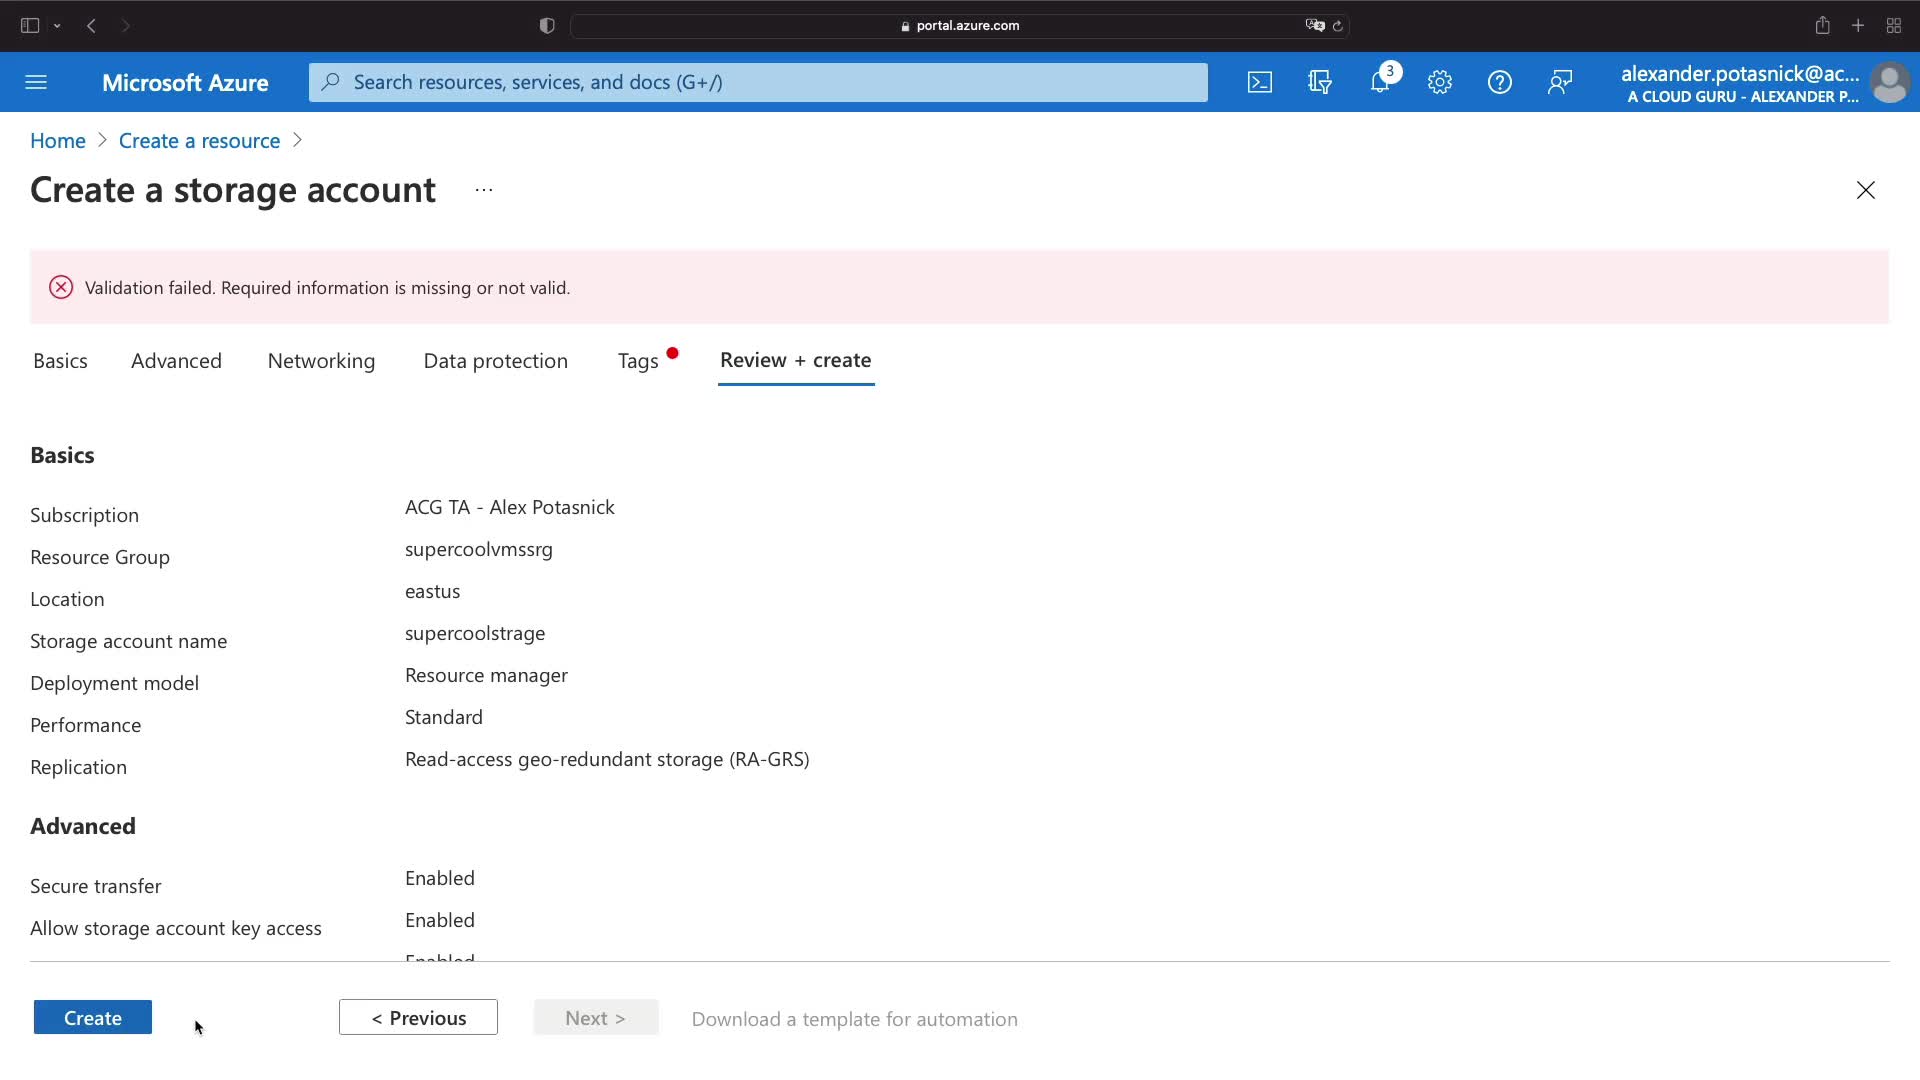 portal.azure.com
Microsoft Azure
Search resources, services, and docs (G+/)
3
alexander.potasnick@ac...
A CLOUD GURU - ALEXANDER P...
Home > Create a resource >
Create a storage account ...
Validation failed. Required information is missing or not valid.
Basics Advanced Networking Data protection Tags Review + create
Basics
Subscription ACG TA - Alex Potasnick
Resource Group supercoolvmssrg
Location eastus
Storage account name supercoolstrage
Deployment model Resource manager
Performance Standard
Replication Read-access geo-redundant storage (RA-GRS)
Advanced
Secure transfer Enabled
Allow storage account key access Enabled
Enabled
Create < Previous Next > Download a template for automation